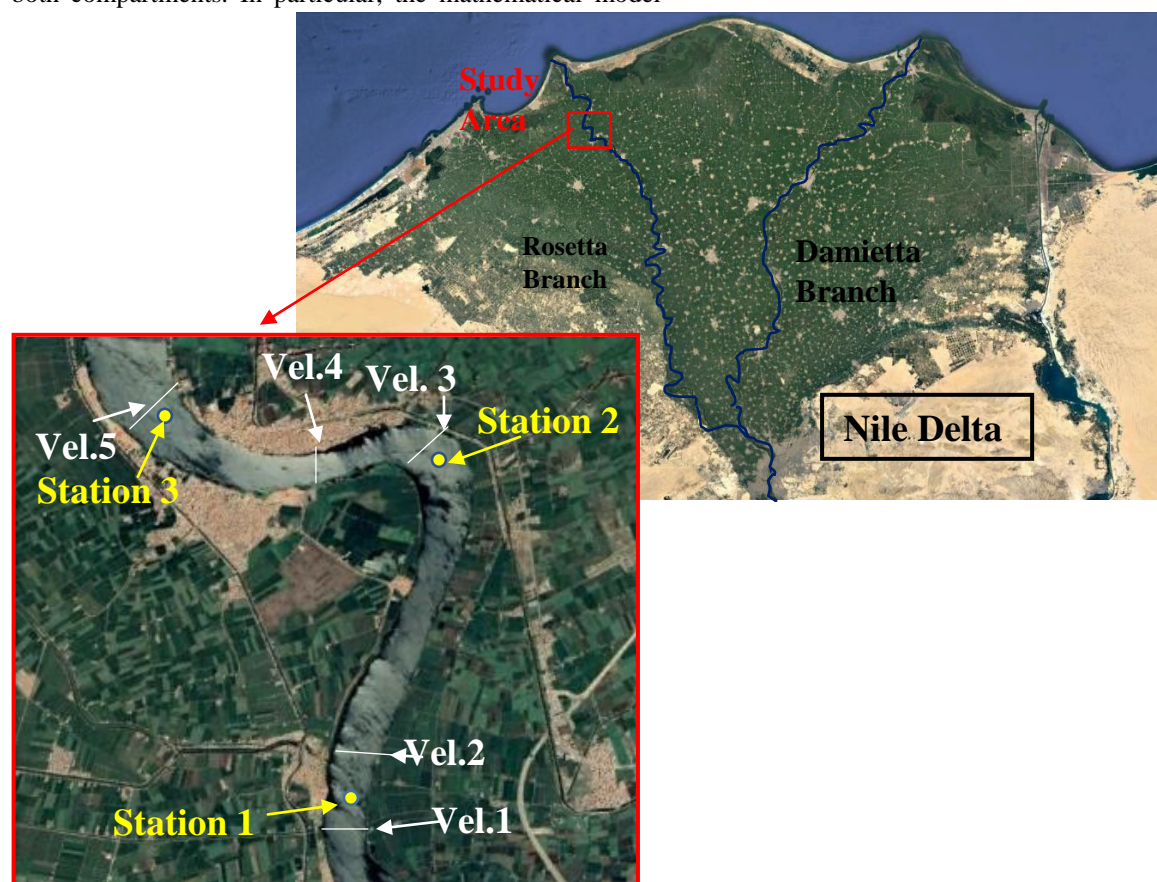 both compartments. In particular, the mathematical model
Study
Area
Rosetta
Branch
Damietta
Branch
Nile Delta
Vel.4
Vel. 3
Station 2
Vel.5
Station 3
Vel.2
Station 1
Vel.1